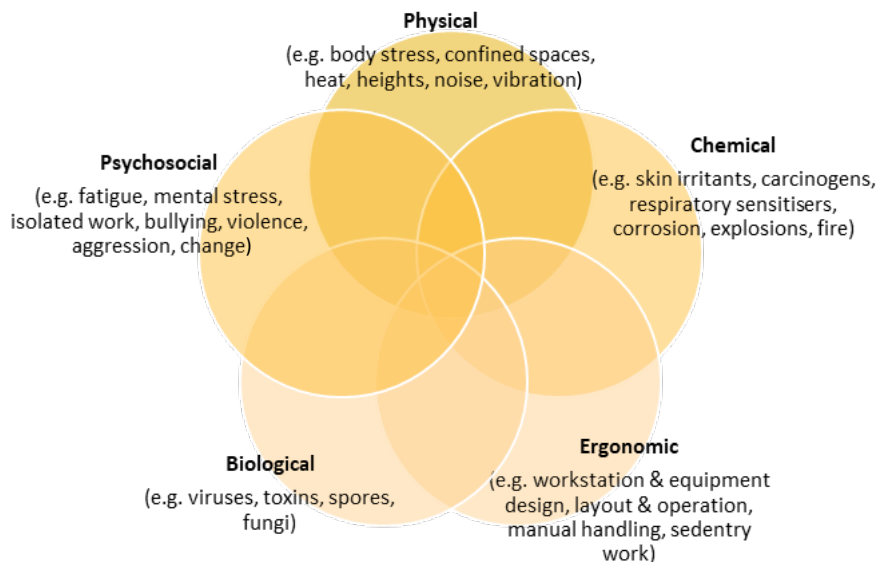 Physical
(e.g. body stress, confined spaces,
heat, heights, noise, vibration)
Chemical
(e.g. skin irritants, carcinogens,
respiratory sensitisers,
corrosion, explosions, fire)
Ergonomic
(e.g. workstation & equipment
design, layout & operation,
manual handling, sedentry
work)
Biological
(e.g. viruses, toxins, spores,
fungi)
Psychosocial
(e.g. fatigue, mental stress,
isolated work, bullying, violence,
aggression, change)